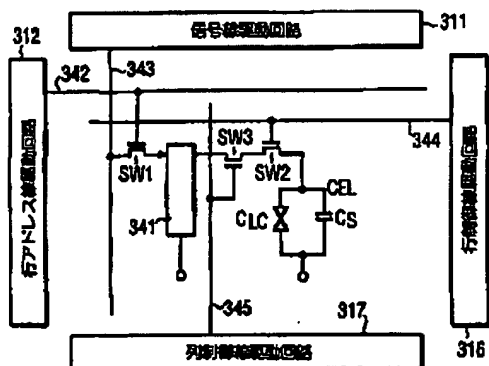 312
信号線駆動回路
311
343
342
行アドレス線駆動回路
SW3
344
SW1
SW2
CEL
341
CLC
CS
行制御線駆動回路
345
317
列制御線駆動回路
316